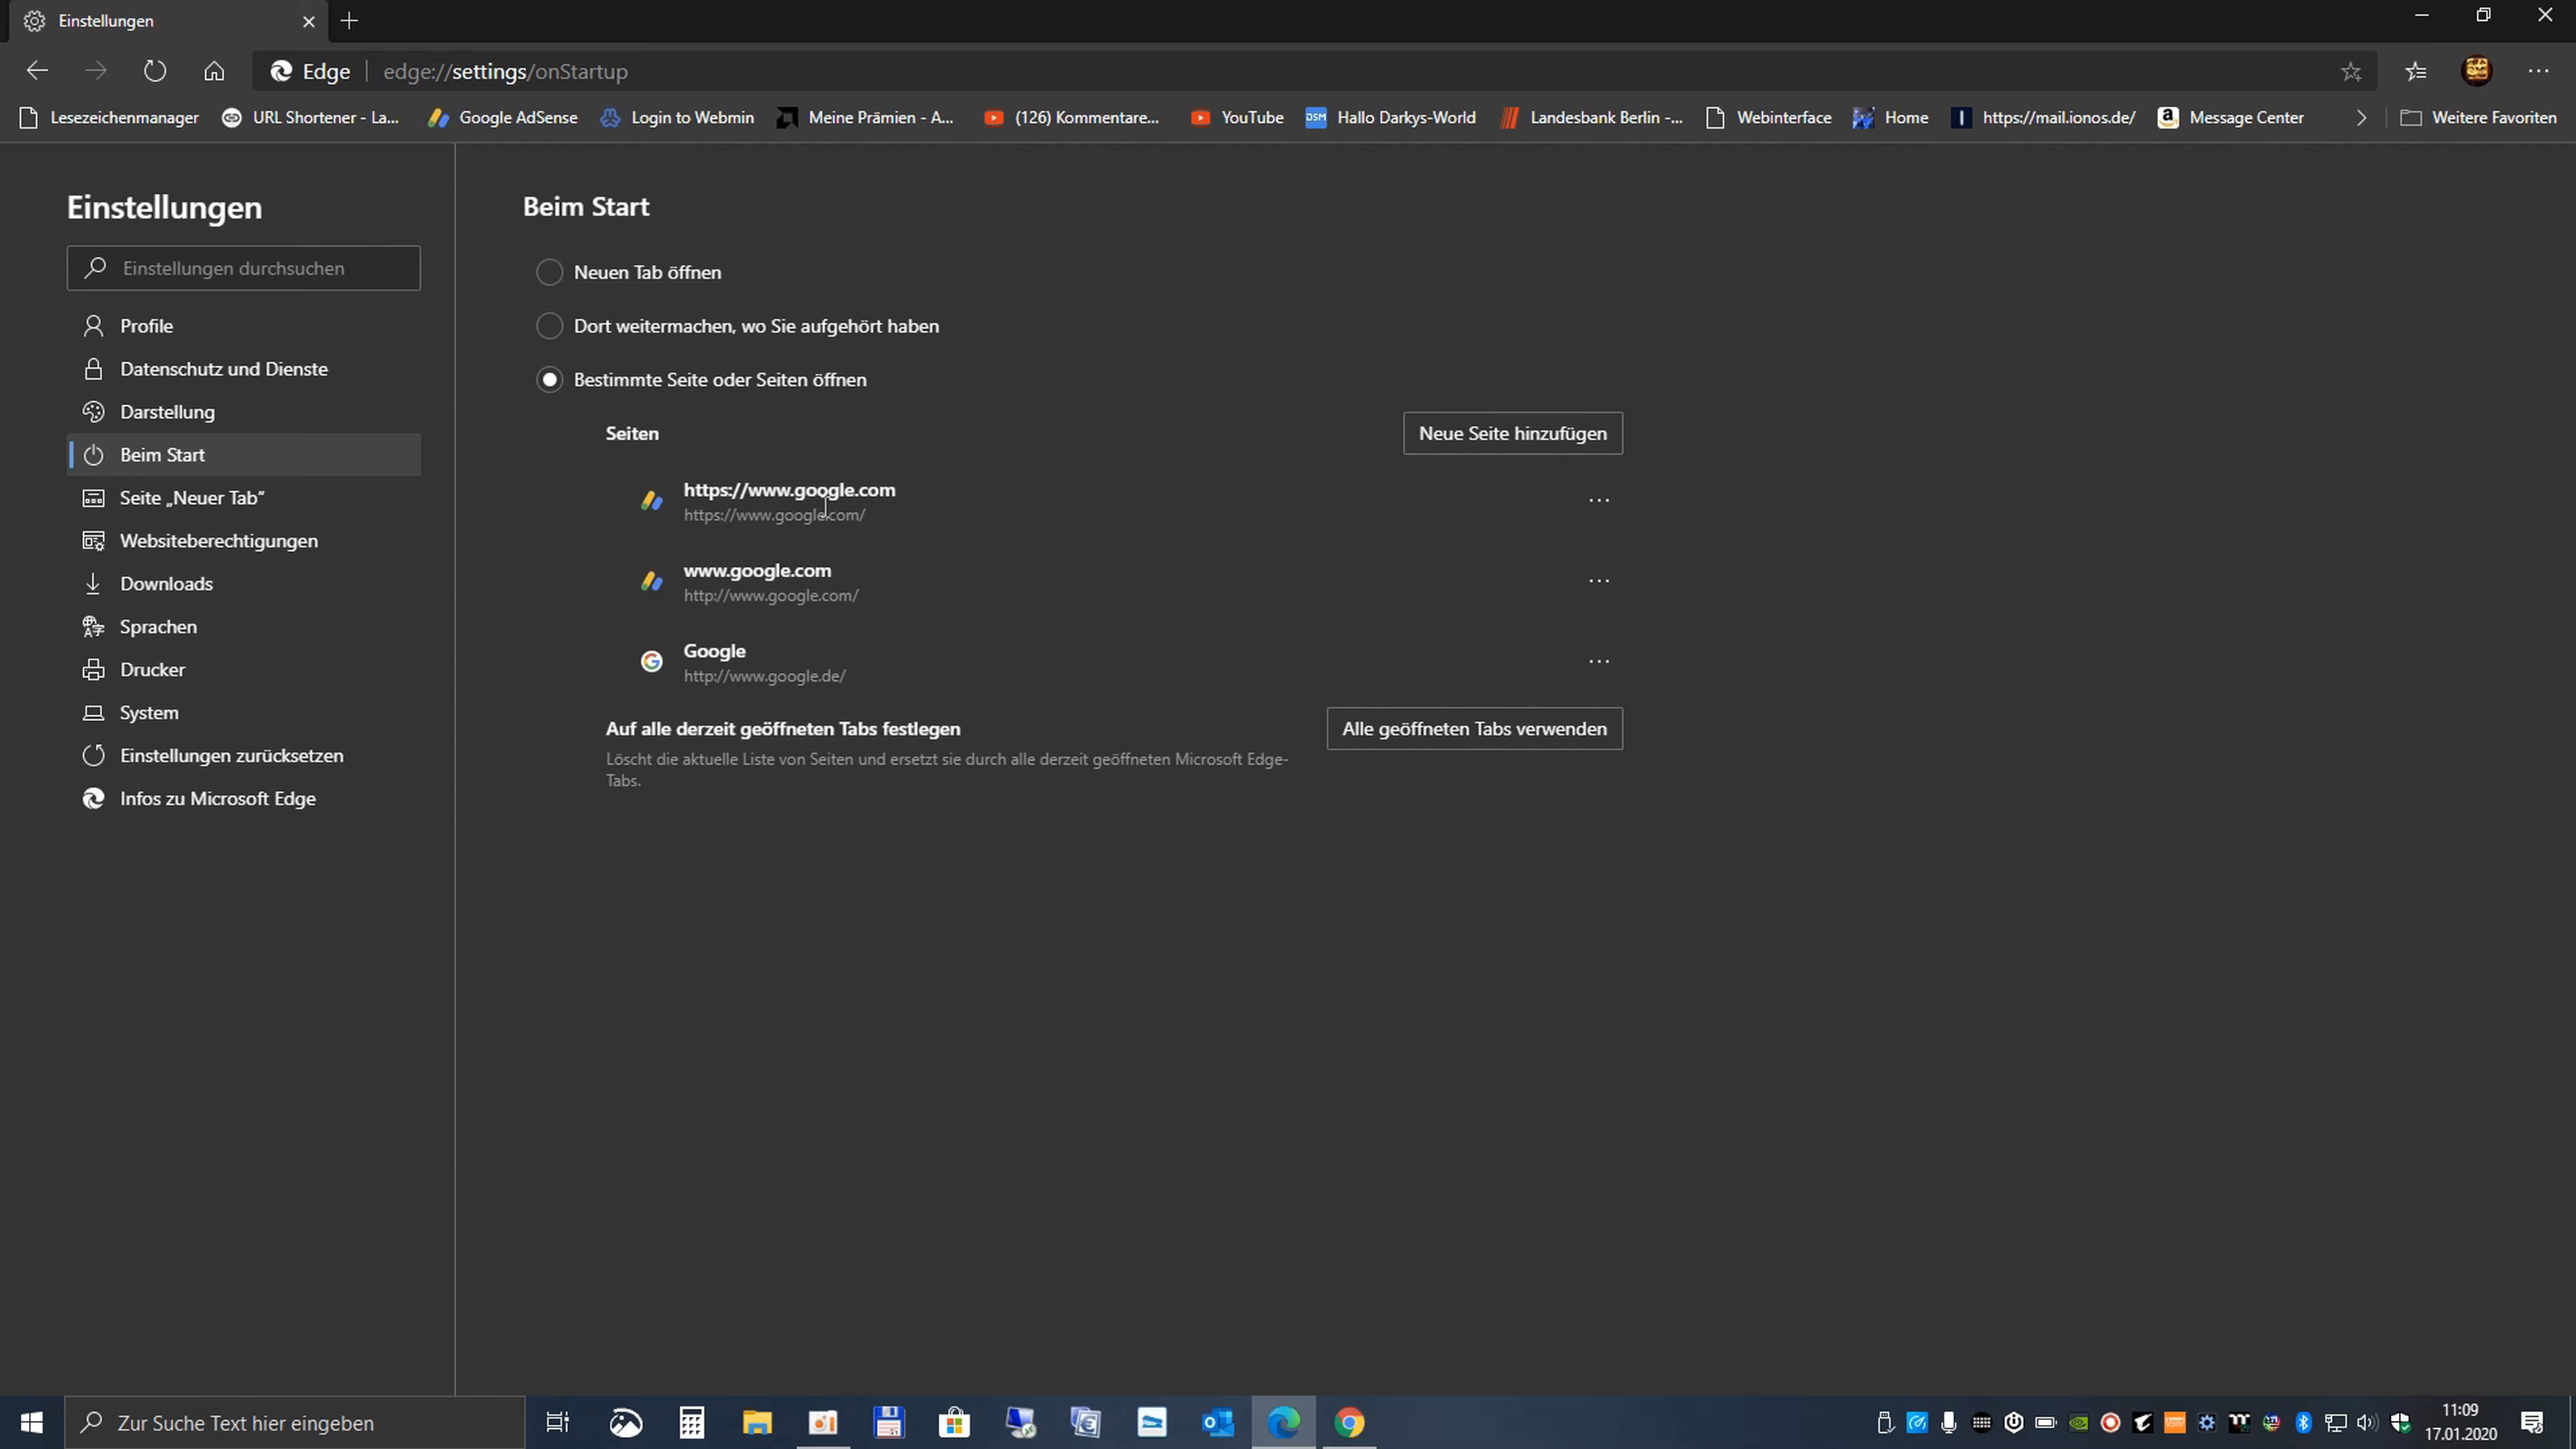 Einstellungen
Edge
edge://settings/onStartup
Lesezeichenmanager
URL Shortener - La...
Google AdSense
Login to Webmin
Meine Prämien - A...
(126) Kommentare...
YouTube
DSM
Hallo Darkys-World
Landesbank Berlin -...
Webinterface
Home
https://mail.ionos.de/
Message Center
Weitere Favoriten
Einstellungen
Einstellungen durchsuchen
Profile
Datenschutz und Dienste
Darstellung
Beim Start
Seite „Neuer Tab“
Websiteberechtigungen
Downloads
Sprachen
Drucker
System
Einstellungen zurücksetzen
Infos zu Microsoft Edge
Beim Start
Neuen Tab öffnen
Dort weitermachen, wo Sie aufgehört haben
Bestimmte Seite oder Seiten öffnen
Seiten
Neue Seite hinzufügen
https://www.google.com
https://www.google.com/
www.google.com
http://www.google.com/
Google
http://www.google.de/
Auf alle derzeit geöffneten Tabs festlegen
Alle geöffneten Tabs verwenden
Löscht die aktuelle Liste von Seiten und ersetzt sie durch alle derzeit geöffneten Microsoft Edge-
Tabs.
Zur Suche Text hier eingeben
11:09
17.01.2020